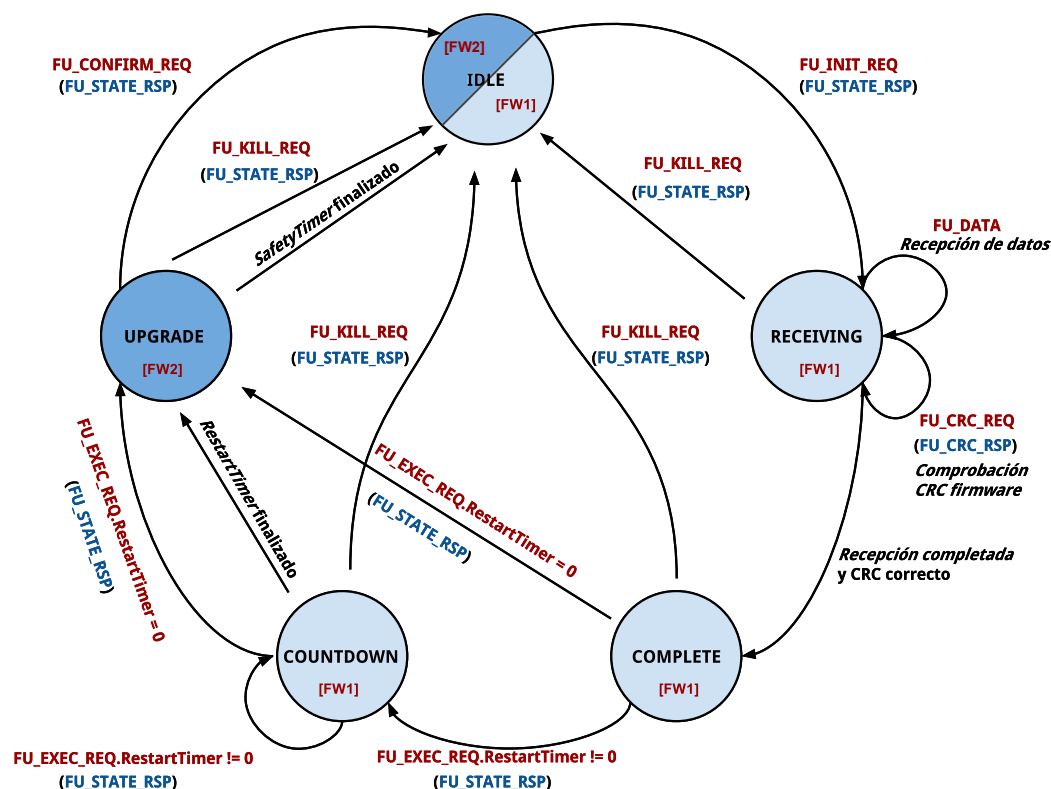 [FW2]
IDLE
[FW1]
FU_CONFIRM_REQ
(FU_STATE_RSP)
FU_INIT_REQ
(FU_STATE_RSP)
FU_KILL_REQ
(FU_STATE_RSP)
SafetyTimer finalizado
FU_KILL_REQ
(FU_STATE_RSP)
FU_DATA
Recepción de datos
UPGRADE
[FW2]
FU_KILL_REQ
(FU_STATE_RSP)
FU_KILL_REQ
(FU_STATE_RSP)
RECEIVING
[FW1]
FU_CRC_REQ
(FU_CRC_RSP)
Comprobación
CRC firmware
FU_EXEC_REQ.RestartTimer = 0
(FU_STATE_RSP)
RestartTimer finalizado
FU_EXEC_REQ.RestartTimer = 0
(FU_STATE_RSP)
Recepción completada
y CRC correcto
COUNTDOWN
[FW1]
COMPLETE
[FW1]
FU_EXEC_REQ.RestartTimer != 0
(FU_STATE_RSP)
FU_EXEC_REQ.RestartTimer != 0
(FU_STATE_RSP)